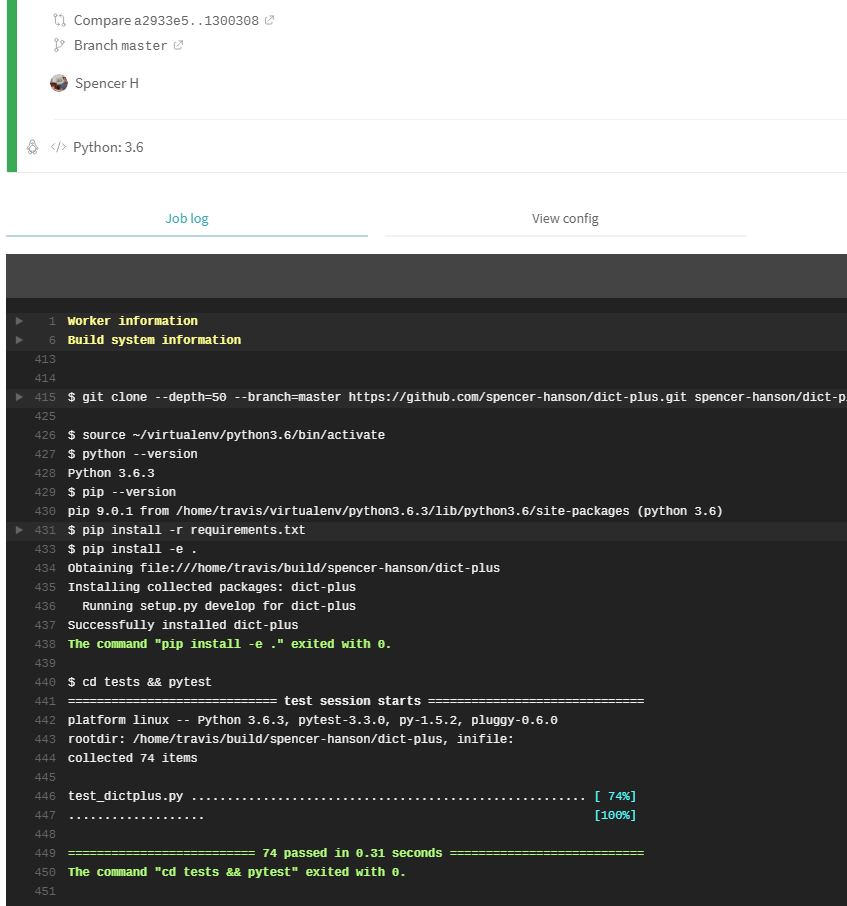 Compare a2933e5..1300308
Branch master
Spencer H
</> Python: 3.6
Job log
View config
1 Worker information
6 Build system information
413
414
415 $ git clone --depth=50 --branch=master https://github.com/spencer-hanson/dict-plus.git spencer-hanson/dict-p
425
426 $ source ~/virtualenv/python3.6/bin/activate
427 $ python --version
428 Python 3.6.3
429 $ pip --version
430 pip 9.0.1 from /home/travis/virtualenv/python3.6.3/lib/python3.6/site-packages (python 3.6)
431 $ pip install -r requirements.txt
433 $ pip install -e .
434 Obtaining file:///home/travis/build/spencer-hanson/dict-plus
435 Installing collected packages: dict-plus
436   Running setup.py develop for dict-plus
437 Successfully installed dict-plus
438 The command "pip install -e ." exited with 0.
439
440 $ cd tests && pytest
441 ============================= test session starts ==============================
442 platform linux -- Python 3.6.3, pytest-3.3.0, py-1.5.2, pluggy-0.6.0
443 rootdir: /home/travis/build/spencer-hanson/dict-plus, inifile:
444 collected 74 items
445
446 test_dictplus.py ....................................................... [ 74%]
447 ................... [100%]
448
449 ========================== 74 passed in 0.31 seconds ===========================
450 The command "cd tests && pytest" exited with 0.
451